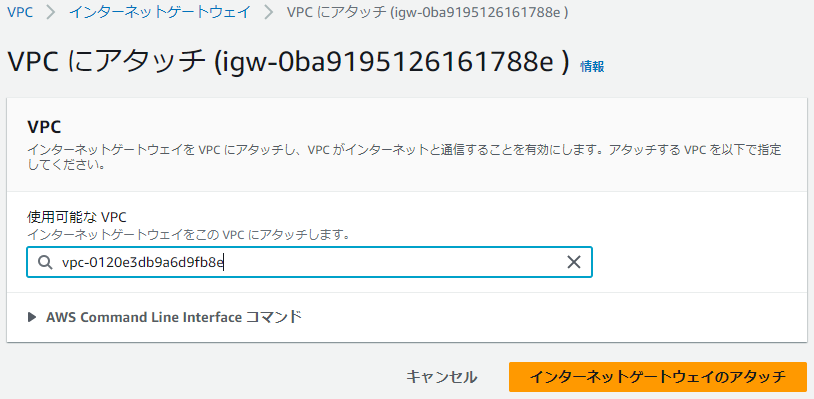 VPC > インターネットゲートウェイ > VPC にアタッチ (igw-0ba9195126161788e )
VPC にアタッチ (igw-0ba9195126161788e ) 情報
VPC
インターネットゲートウェイを VPC にアタッチし、VPC がインターネットと通信することを有効にします。アタッチする VPC を以下で指定
してください。
使用可能な VPC
インターネットゲートウェイをこの VPC にアタッチします。
vpc-0120e3db9a6d9fb8e
AWS Command Line Interface コマンド
キャンセル
インターネットゲートウェイのアタッチ